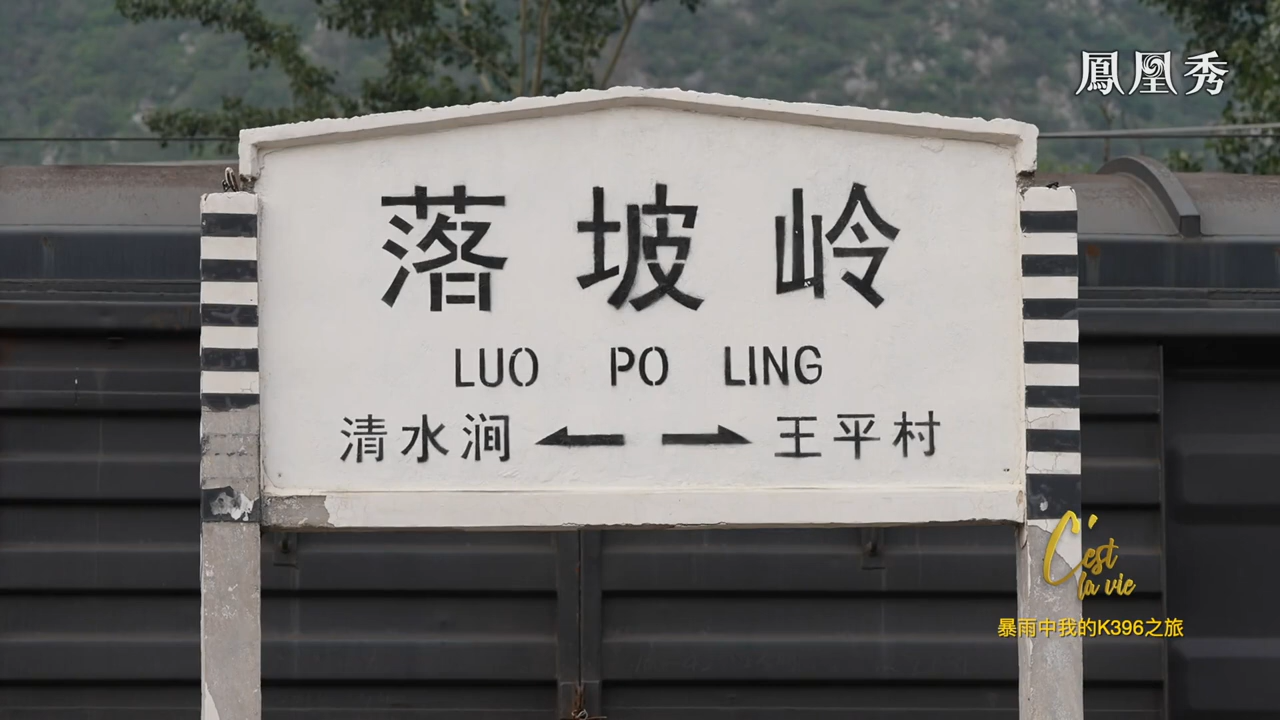 鳳凰秀
落坡岭
LUO PO LING
清水涧 ← → 王平村
C'est
la vie
暴雨中我的K396之旅